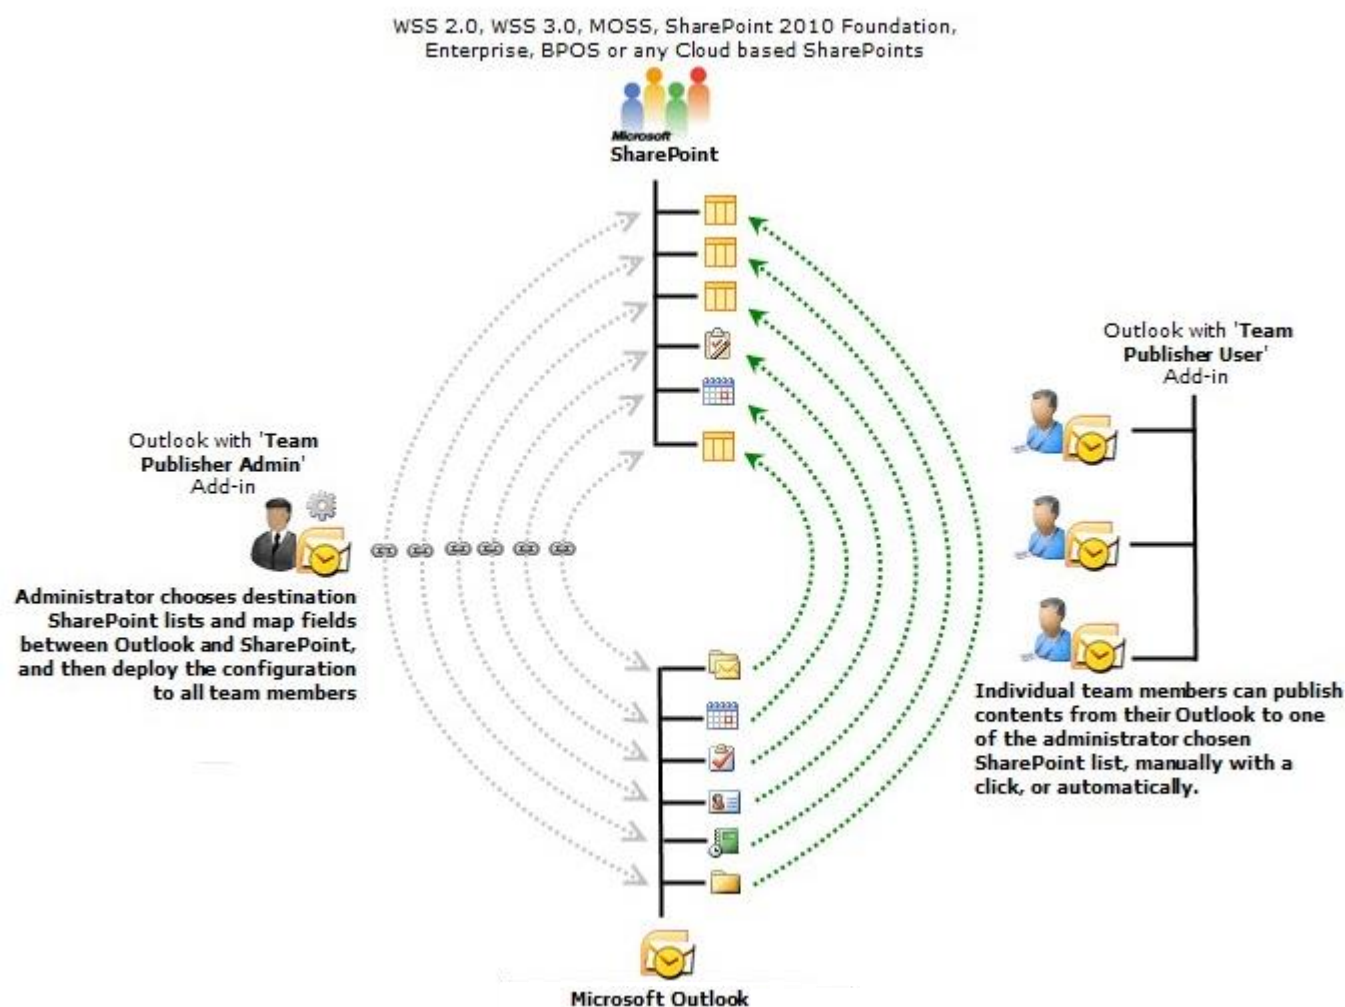 WSS 2.0, WSS 3.0, MOSS, SharePoint 2010 Foundation,
Enterprise, BPOS or any Cloud based SharePoints
Microsoft
SharePoint
Outlook with 'Team
Publisher User'
Add-in
Outlook with 'Team
Publisher Admin'
Add-in
Administrator chooses destination
SharePoint lists and map fields
between Outlook and SharePoint,
and then deploy the configuration
to all team members
Individual team members can publish
contents from their Outlook to one
of the administrator chosen
SharePoint list, manually with a
click, or automatically.
Microsoft Outlook